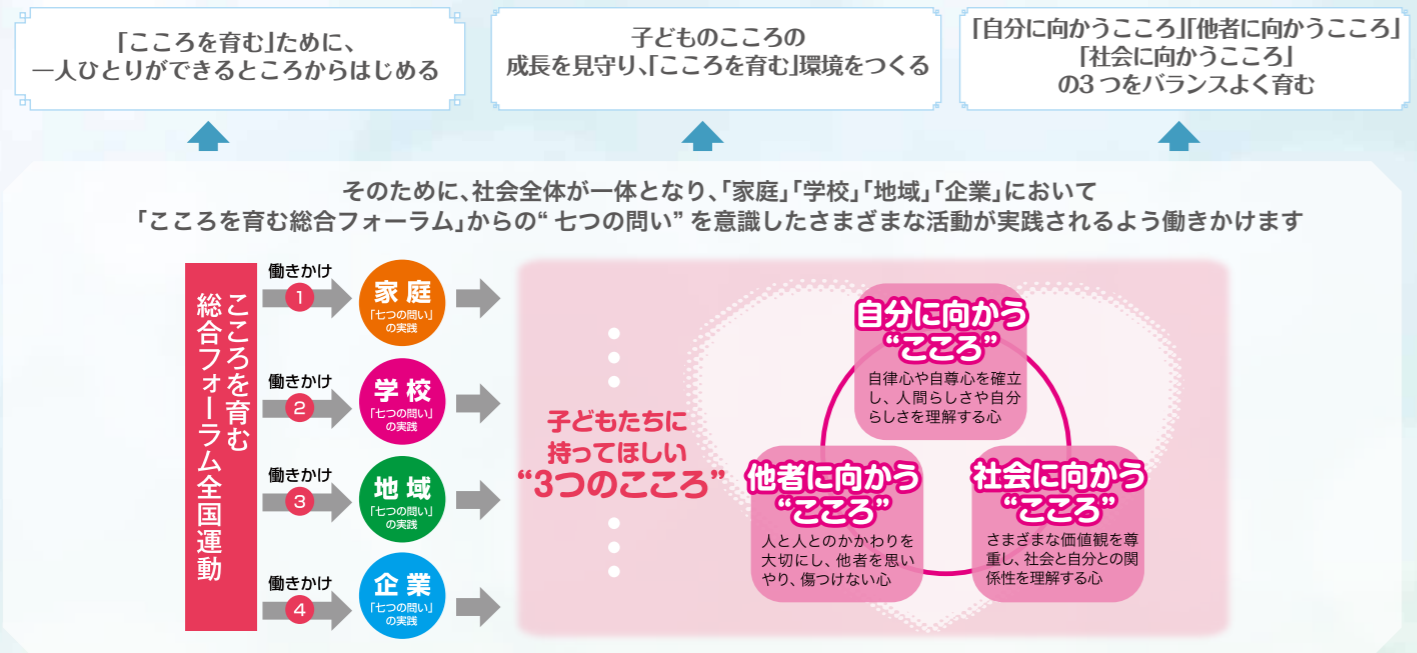 「こころを育む」ために、
一人ひとりができるところからはじめる
子どものこころの
成長を見守り、「こころを育む」環境をつくる
「自分に向かうこころ」「他者に向かうこころ」
「社会に向かうこころ」
の3つをバランスよく育む
そのために、社会全体が一体となり、「家庭」「学校」「地域」「企業」において
「こころを育む総合フォーラム」からの“七つの問い”を意識したさまざまな活動が実践されるよう働きかけます
こころを育む
総合フォーラム全国運動
働きかけ
1
家庭
「七つの問い」
の実践
働きかけ
2
学校
「七つの問い」
の実践
働きかけ
3
地域
「七つの問い」
の実践
働きかけ
4
企業
「七つの問い」
の実践
子どもたちに
持ってほしい
“3つのこころ”
自分に向かう
“こころ”
自律心や自尊心を確立
し、人間らしさや自分
らしさを理解する心
他者に向かう
“こころ”
人と人とのかかわりを
大切にし、他者を思い
やり、傷つけない心
社会に向かう
“こころ”
さまざまな価値観を尊
重し、社会と自分との関
係性を理解する心